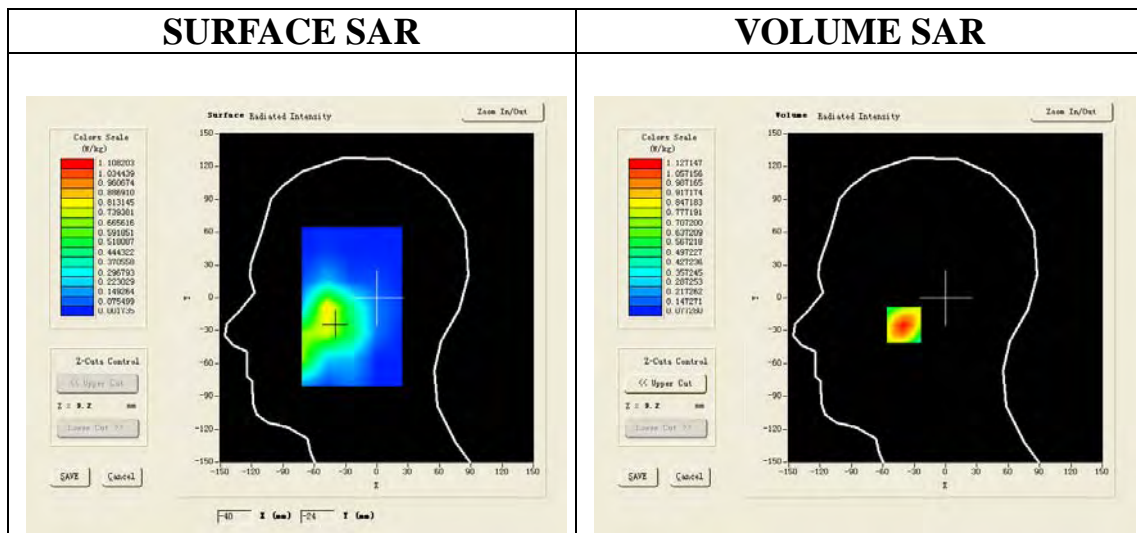 SURFACE SAR
VOLUME SAR
Surface Radiated Intensity
Zoom In/Out
Colors Scale
(W/kg)
1.108203
1.034439
0.960674
0.886910
0.813145
0.739381
0.665616
0.591851
0.518087
0.444322
0.370558
0.296793
0.223029
0.149264
0.075499
0.001735
150
120
90
60
30
0
-30
-60
-90
-120
-150
Y
-150 -120 -90 -60 -30 0 30 60 90 120 150
X
Z-Cuts Control
<< Upper Cut
Z = 9.2 mm
Lower Cut >>
SAVE Cancel
-40 X (mm) -24 Y (mm)
Volume Radiated Intensity
Zoom In/Out
Colors Scale
(W/kg)
1.127147
1.057156
0.987165
0.917174
0.847183
0.777191
0.707200
0.637209
0.567218
0.497227
0.427236
0.357245
0.287253
0.217262
0.147271
0.077280
150
120
90
60
30
0
-30
-60
-90
-120
-150
Y
-150 -120 -90 -60 -30 0 30 60 90 120 150
X
Z-Cuts Control
<< Upper Cut
Z = 9.2 mm
Lower Cut >>
SAVE Cancel